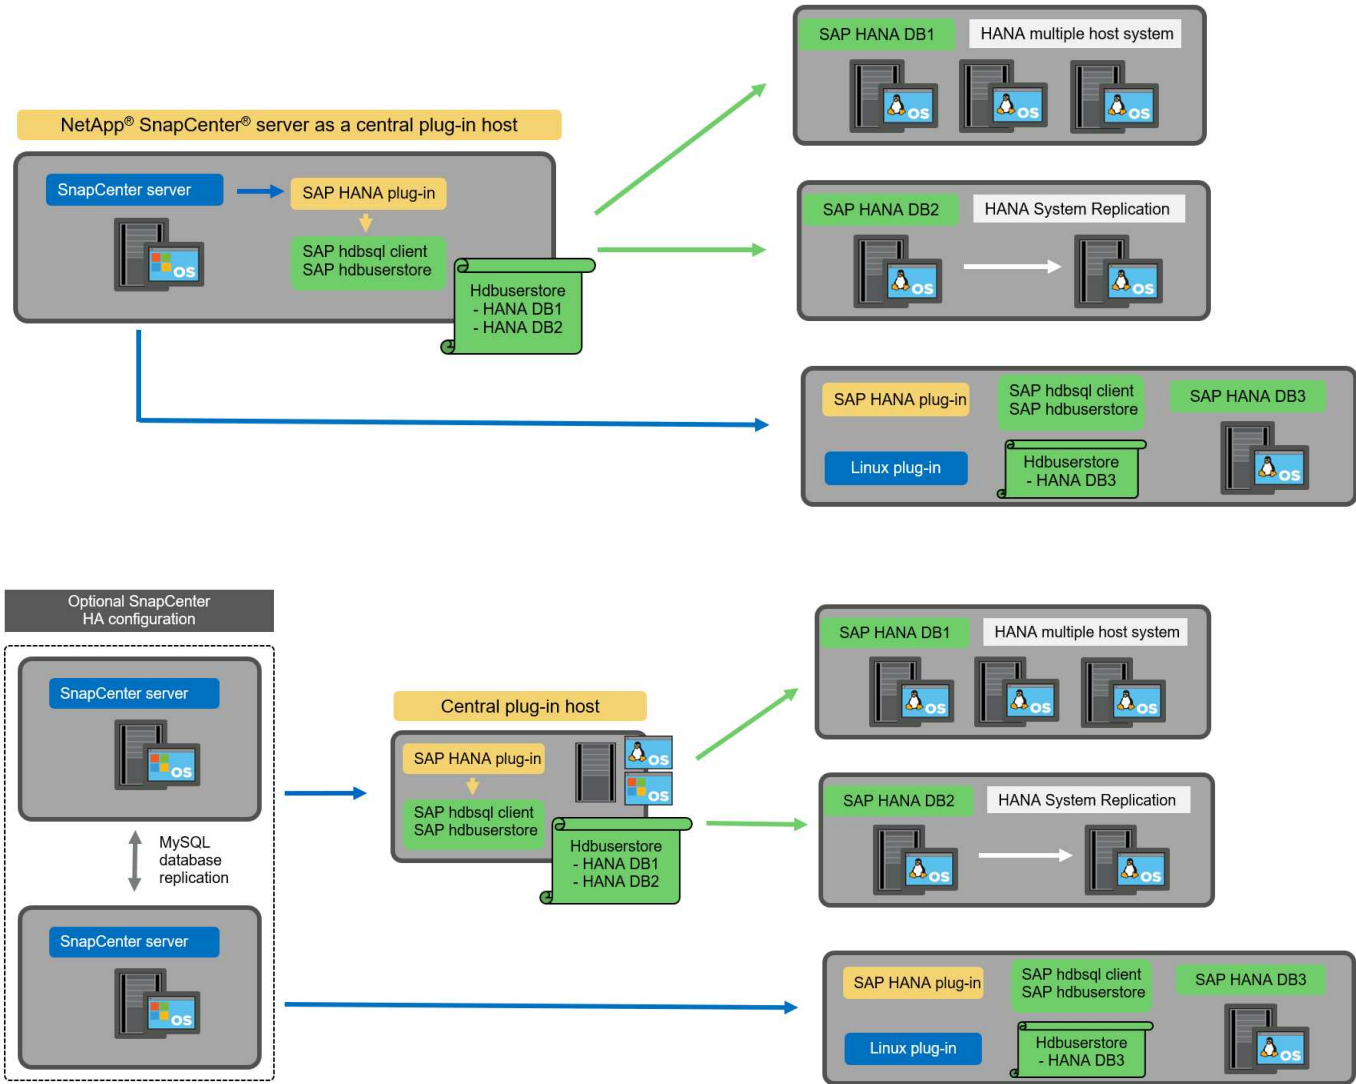 SAP HANA DB1
HANA multiple host system
OS
OS
OS
NetApp® SnapCenter® server as a central plug-in host
SnapCenter server
SAP HANA plug-in
OS
SAP hdbsql client
SAP hdbuserstore
Hdbuserstore
- HANA DB1
- HANA DB2
SAP HANA DB2
HANA System Replication
OS
OS
SAP HANA plug-in
SAP hdbsql client
SAP hdbuserstore
SAP HANA DB3
Linux plug-in
Hdbuserstore
- HANA DB3
OS
Optional SnapCenter
HA configuration
SnapCenter server
OS
MySQL
database
replication
SnapCenter server
OS
Central plug-in host
SAP HANA plug-in
OS
OS
SAP hdbsql client
SAP hdbuserstore
Hdbuserstore
- HANA DB1
- HANA DB2
SAP HANA DB1
HANA multiple host system
OS
OS
OS
SAP HANA DB2
HANA System Replication
OS
OS
SAP HANA plug-in
SAP hdbsql client
SAP hdbuserstore
SAP HANA DB3
Linux plug-in
Hdbuserstore
- HANA DB3
OS